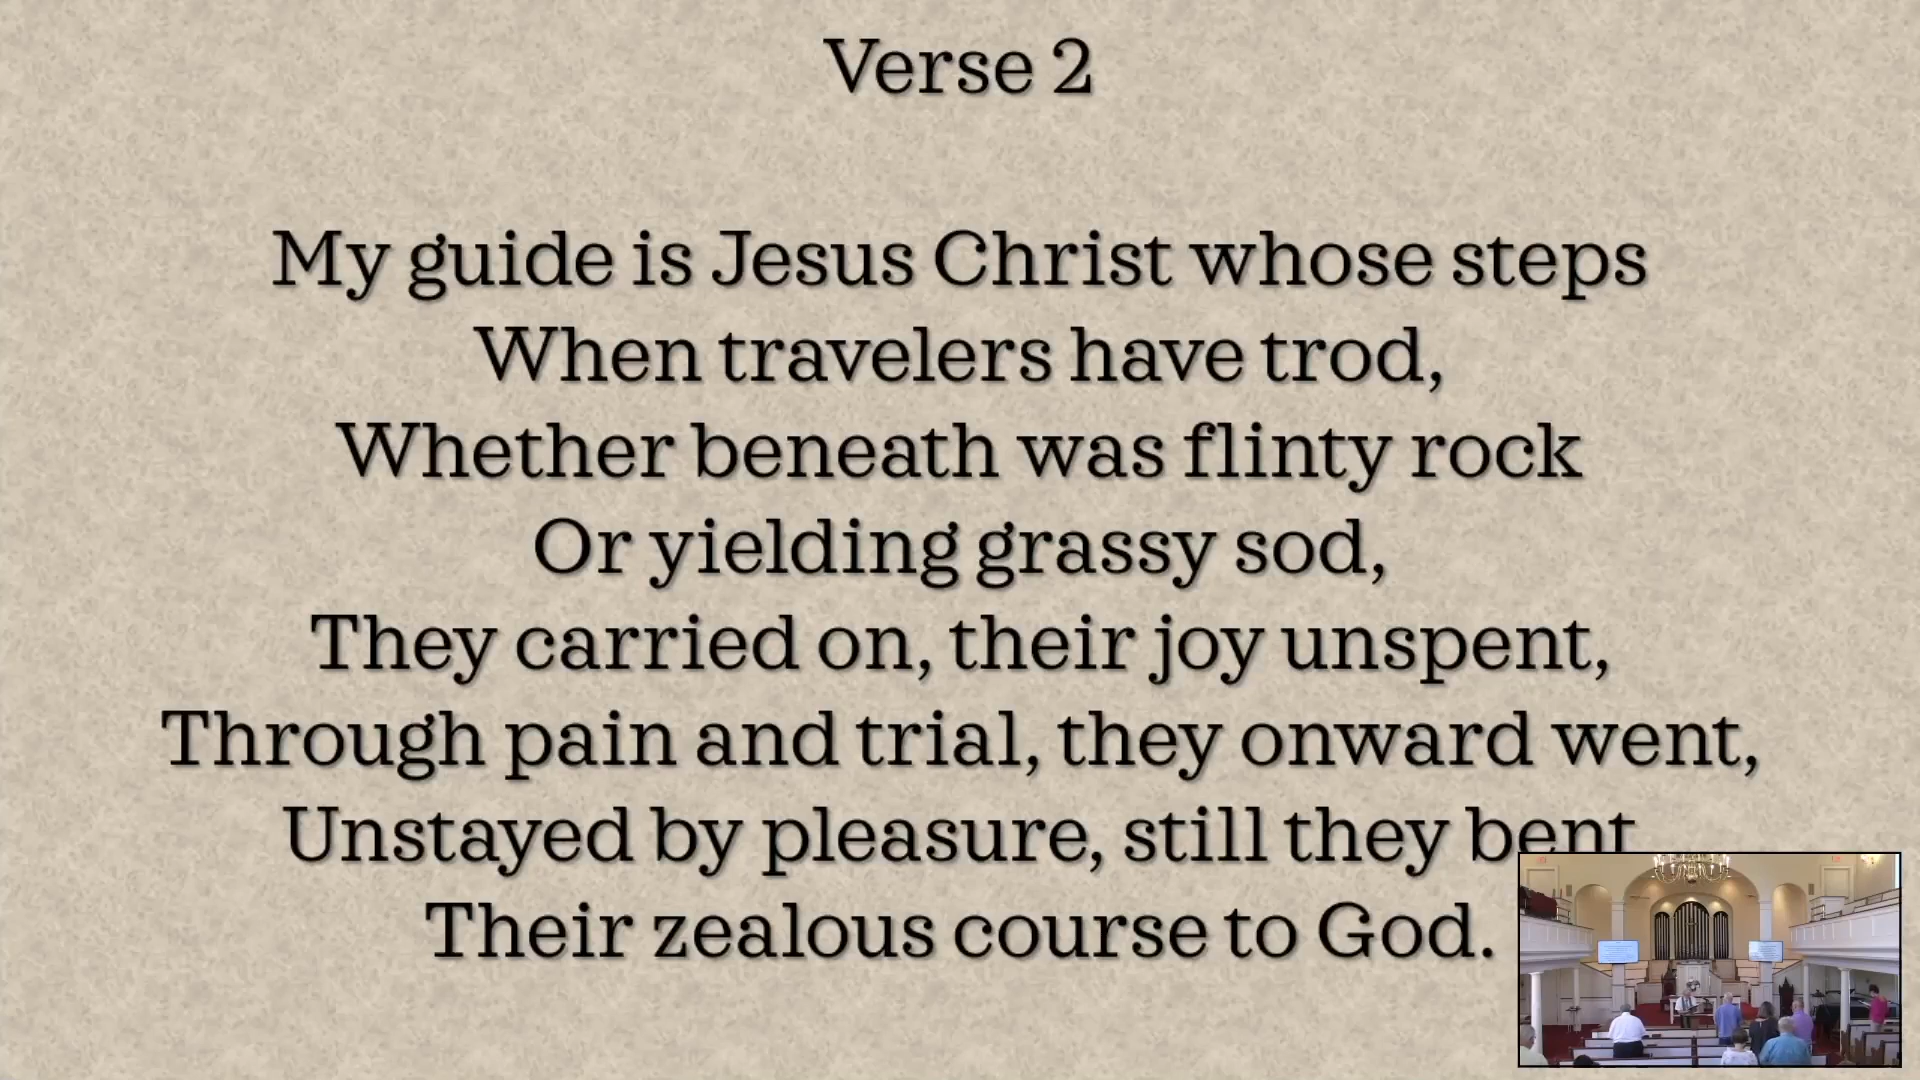 Verse 2
My guide is Jesus Christ whose steps
When travelers have trod,
Whether beneath was flinty rock
Or yielding grassy sod,
They carried on, their joy unspent,
Through pain and trial, they onward went,
Unstayed by pleasure, still they bent
Their zealous course to God.